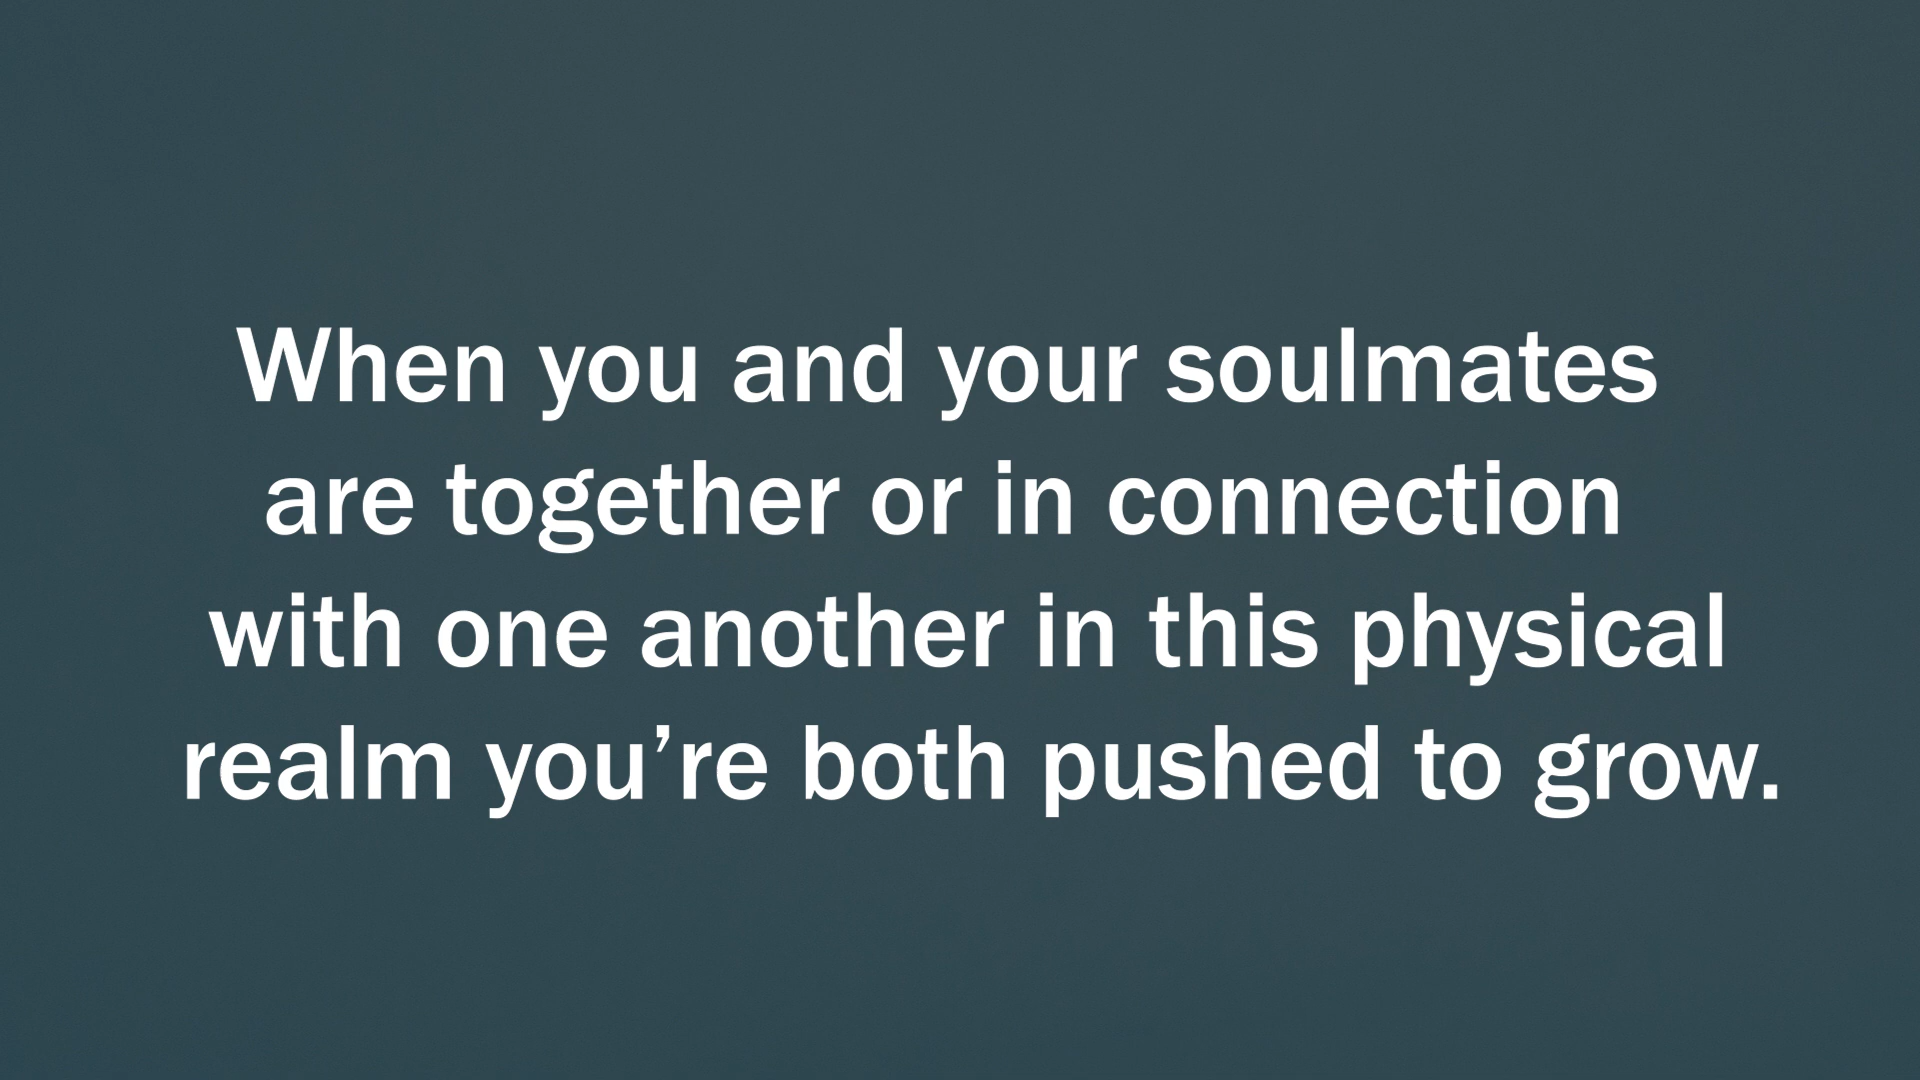 When you and your soulmates
are together or in connection
with one another in this physical
realm you’re both pushed to grow.